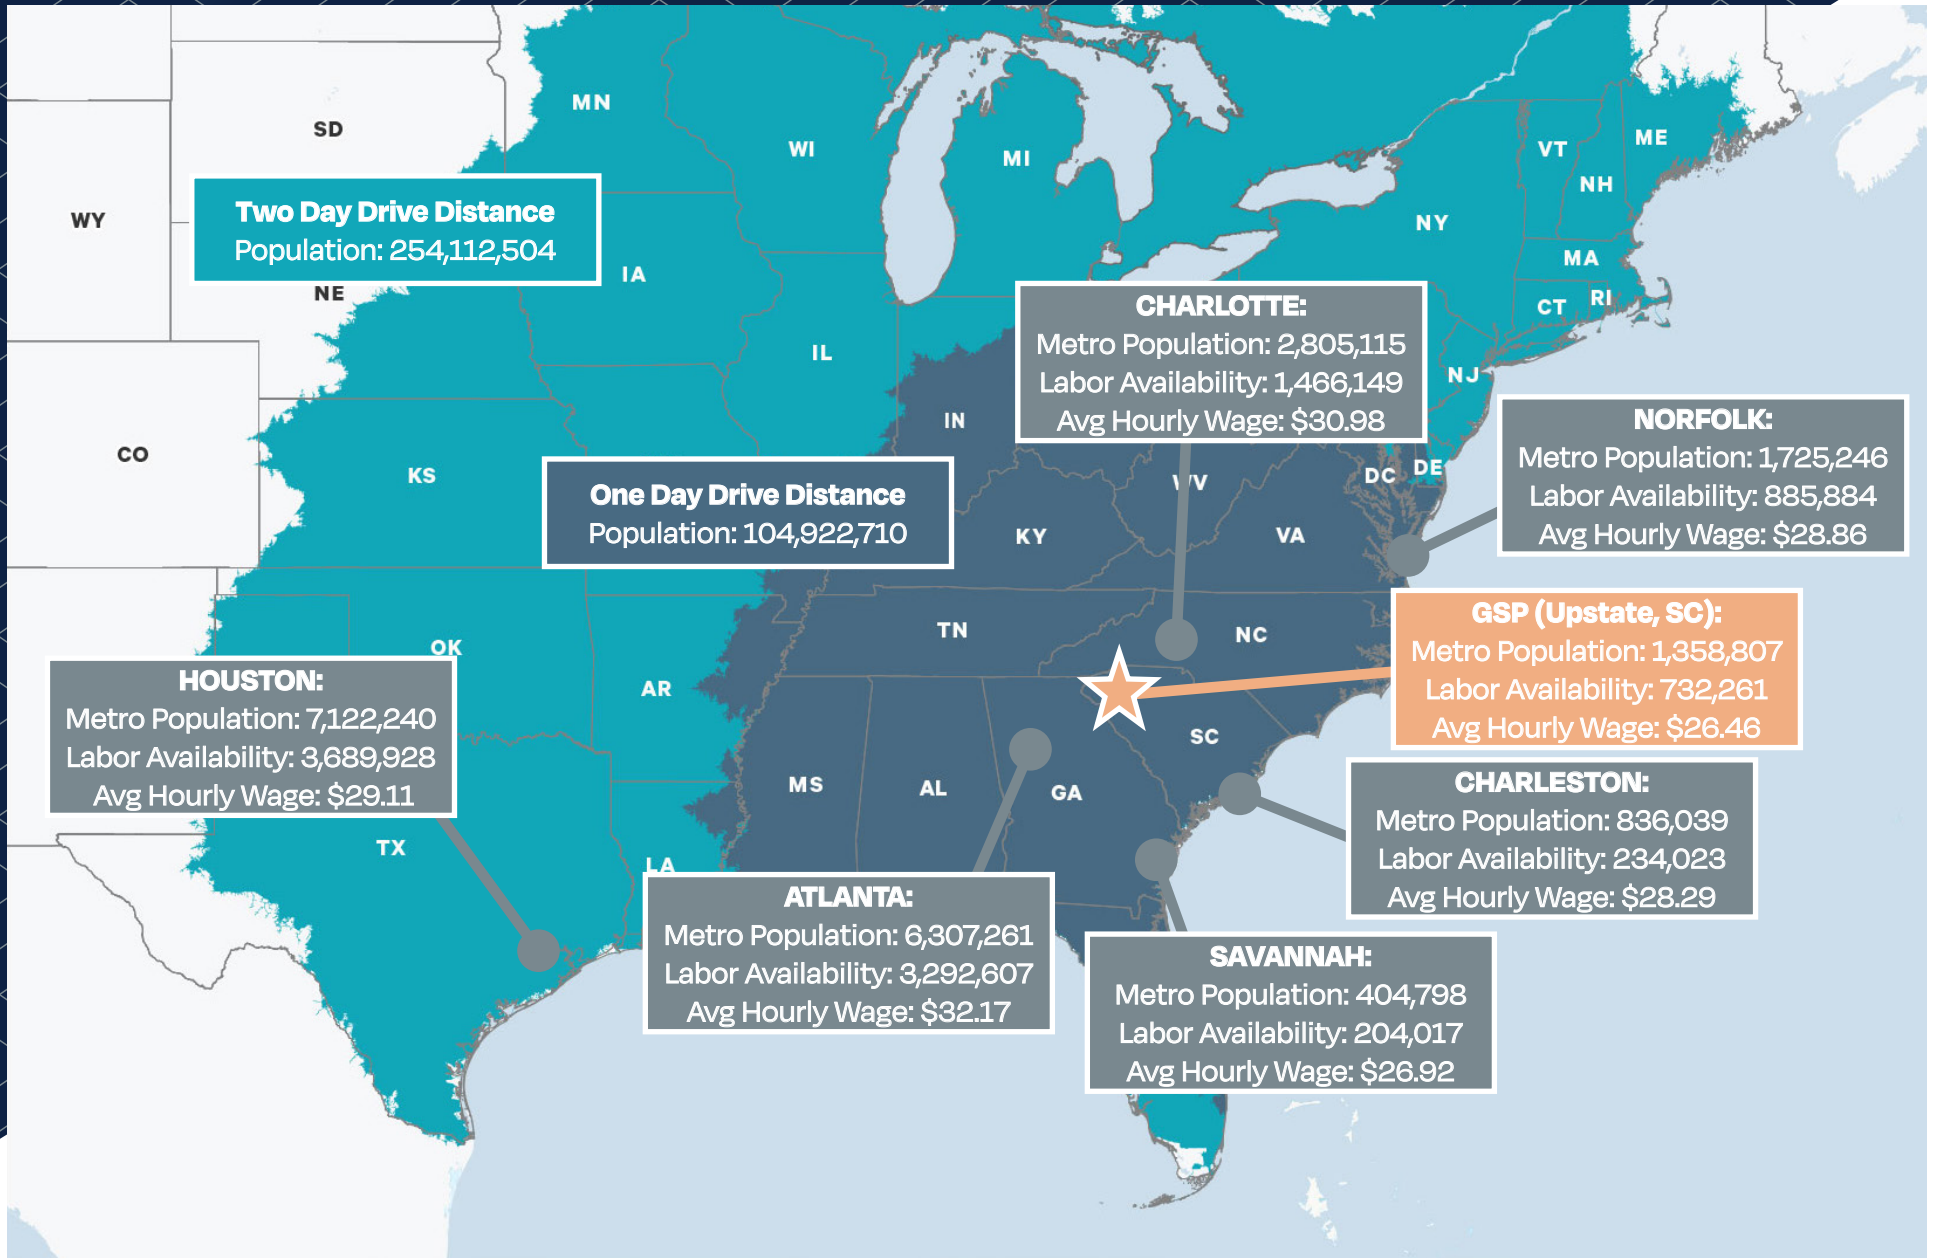 MN
SD
WI
MI
VT
ME
NH
WY
NY
Two Day Drive Distance
Population: 254,112,504
MA
IA
NE
RI
CT
CHARLOTTE:
Metro Population: 2,805,115
Labor Availability: 1,466,149
Avg Hourly Wage: $30.98
IL
NJ
IN
NORFOLK:
Metro Population: 1,725,246
Labor Availability: 885,884
Avg Hourly Wage: $28.86
CO
KS
DC
DE
WV
One Day Drive Distance
Population: 104,922,710
KY
VA
GSP (Upstate, SC):
Metro Population: 1,358,807
Labor Availability: 732,261
Avg Hourly Wage: $26.46
TN
NC
OK
HOUSTON:
Metro Population: 7,122,240
Labor Availability: 3,689,928
Avg Hourly Wage: $29.11
AR
SC
MS
AL
GA
CHARLESTON:
Metro Population: 836,039
Labor Availability: 234,023
Avg Hourly Wage: $28.29
TX
LA
ATLANTA:
Metro Population: 6,307,261
Labor Availability: 3,292,607
Avg Hourly Wage: $32.17
SAVANNAH:
Metro Population: 404,798
Labor Availability: 204,017
Avg Hourly Wage: $26.92